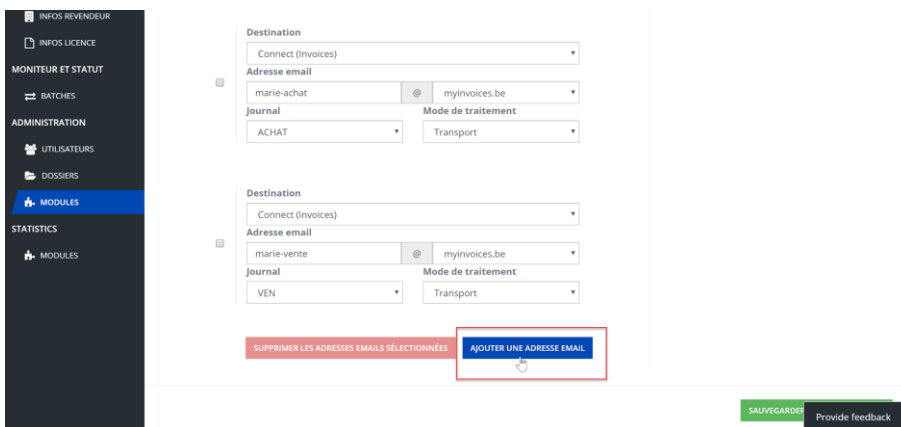 INFOS REVENDEUR
INFOS LICENCE
MONITEUR ET STATUT
BATCHES
ADMINISTRATION
UTILISATEURS
DOSSIERS
MODULES
STATISTICS
MODULES
Destination
Connect (Invoices)
Adresse email
marie-achat @ myinvoices.be
Journal Mode de traitement
ACHAT Transport
Destination
Connect (Invoices)
Adresse email
marie-vente @ myinvoices.be
Journal Mode de traitement
VEN Transport
SUPPRIMER LES ADRESSES EMAILS SÉLECTIONNÉES AJOUTER UNE ADRESSE EMAIL
SAUVEGARDER
Provide feedback